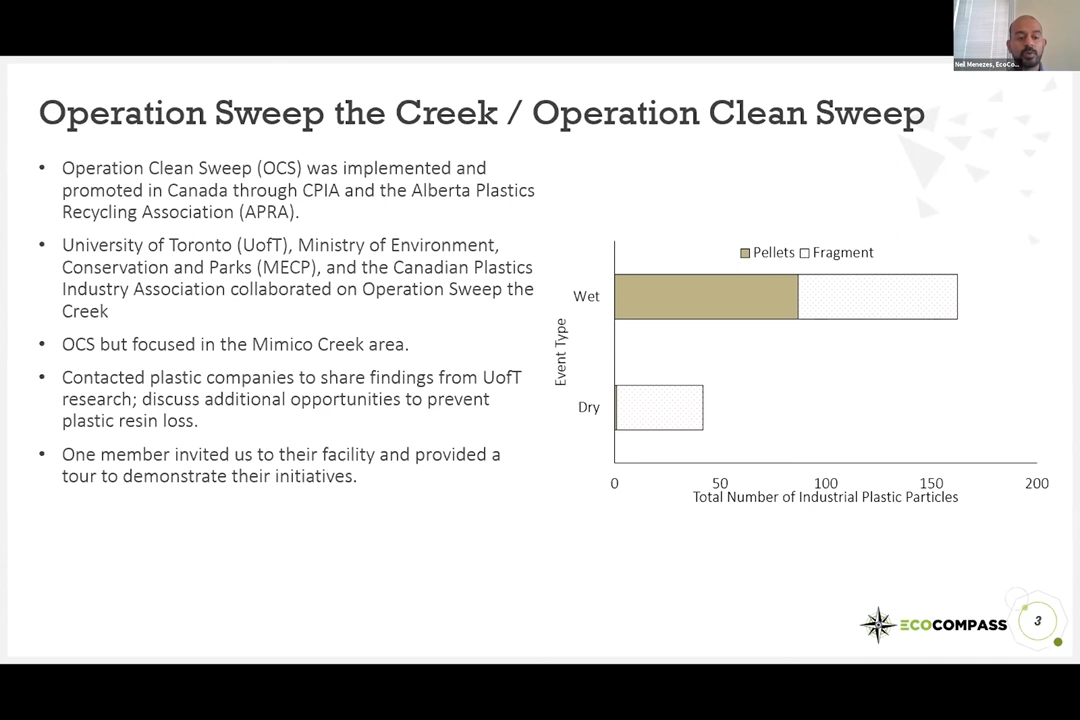 Neil Menezes, EcoCo...
Operation Sweep the Creek / Operation Clean Sweep
• Operation Clean Sweep (OCS) was implemented and
promoted in Canada through CPIA and the Alberta Plastics
Recycling Association (APRA).
• University of Toronto (UofT), Ministry of Environment,
Conservation and Parks (MECP), and the Canadian Plastics
Industry Association collaborated on Operation Sweep the
Creek
• OCS but focused in the Mimico Creek area.
• Contacted plastic companies to share findings from UofT
research; discuss additional opportunities to prevent
plastic resin loss.
• One member invited us to their facility and provided a
tour to demonstrate their initiatives.
Pellets Fragment
Event Type
Wet
Dry
0 50 100 150 200
Total Number of Industrial Plastic Particles
ECOCOMPASS
3